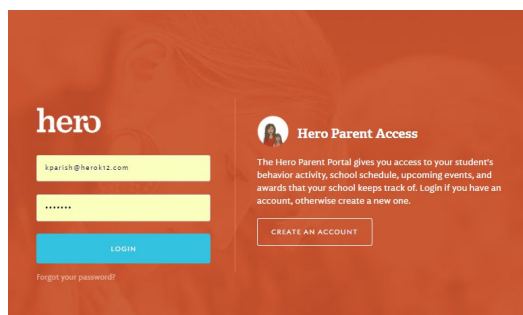 hero
kparish@herok12.com
•••••••
LOGIN
Forgot your password?
Hero Parent Access
The Hero Parent Portal gives you access to your student's
behavior activity, school schedule, upcoming events, and
awards that your school keeps track of. Login if you have an
account, otherwise create a new one.
CREATE AN ACCOUNT